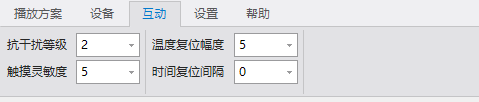 播放方案 设备 互动 设置 帮助
抗干扰等级 2 温度复位幅度 5
触摸灵敏度 5 时间复位间隔 0